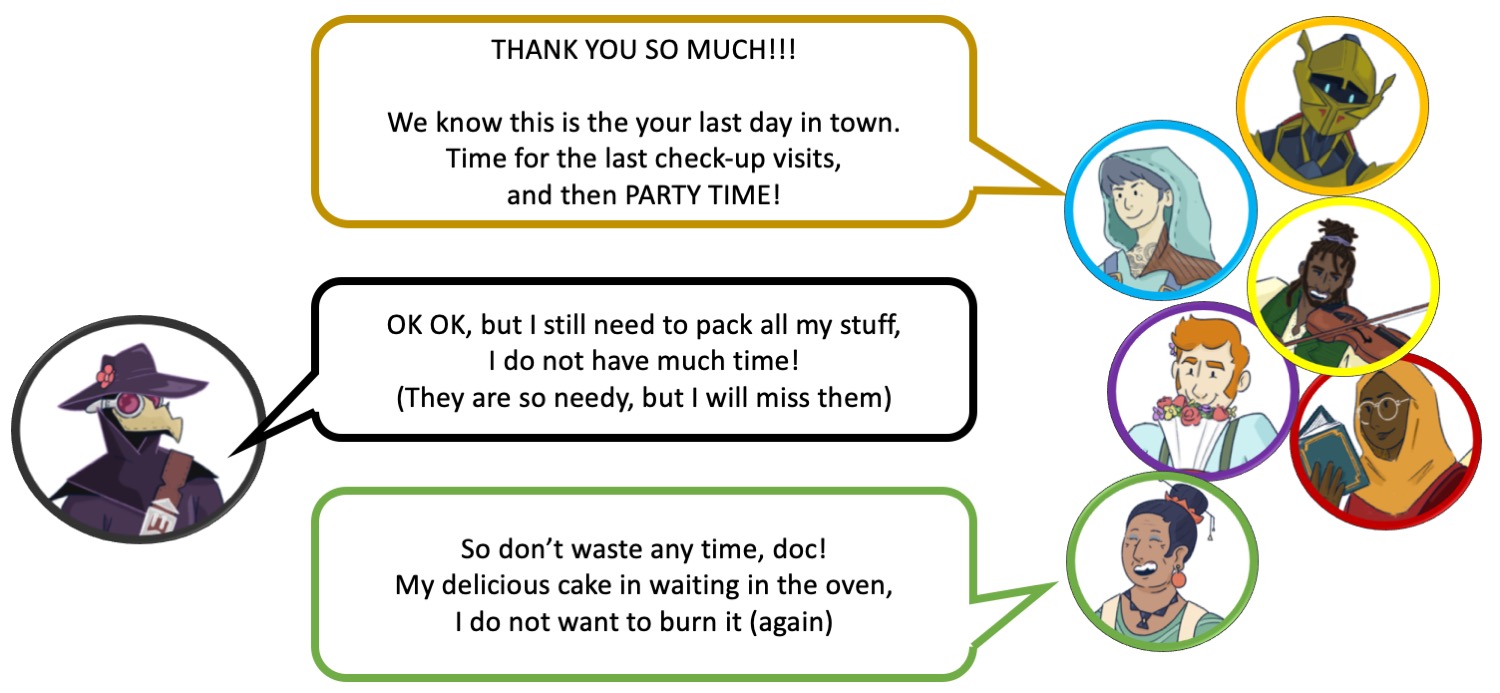 THANK YOU SO MUCH!!!
We know this is the your last day in town.
Time for the last check-up visits,
and then PARTY TIME!
OK OK, but I still need to pack all my stuff,
I do not have much time!
(They are so needy, but I will miss them)
So don’t waste any time, doc!
My delicious cake in waiting in the oven,
I do not want to burn it (again)